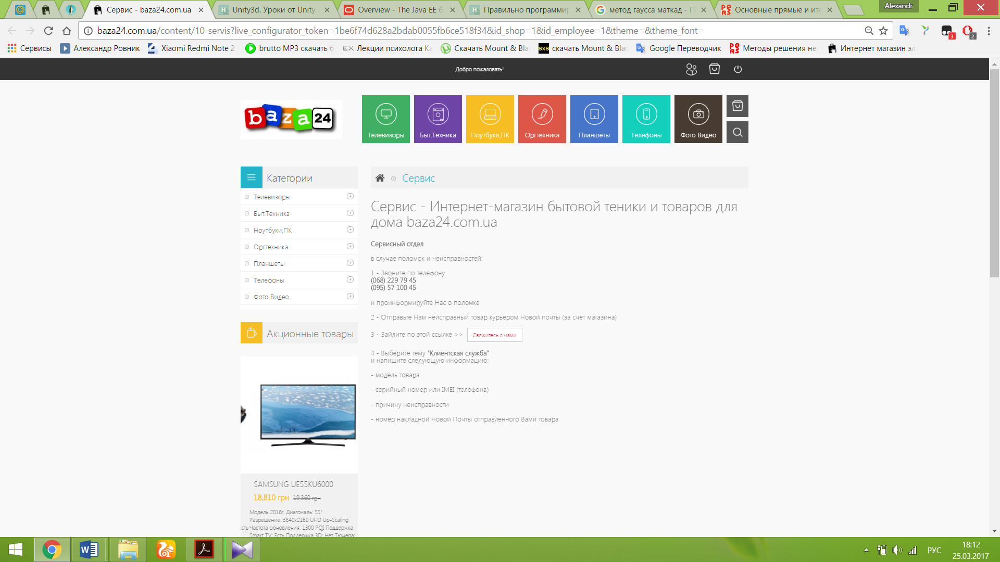 Сервис - baza24.com.ua
Unity3d. Уроки от Unity
Overview - The Java EE 6
Правильно программир
метод гаусса маткад - П
Основные прямые и ите
Alexandr
baza24.com.ua/content/10-servis?live_configurator_token=1be6f74d628a2bdab0055fb6ce518f34&id_shop=1&id_employee=1&theme=&theme_font=
3
2
Сервисы
Александр Ровник
Xiaomi Redmi Note 2
brutto MP3 скачать
EX Лекции психолога Ка
Скачать Mount & Bla
SxS скачать Mount & Blad
Google Переводчик
Методы решения не
Интернет магазин эл
Добро пожаловать!
baza24
Телевизоры
Быт.Техника
Ноутбуки,ПК
Оргтехника
Планшеты
Телефоны
Фото Видео
Категории
Телевизоры
Быт.Техника
Ноутбуки,ПК
Оргтехника
Планшеты
Телефоны
Фото Видео
Акционные товары
SAMSUNG UE55KU6000
18,810 грн 19,360 грн
Модель 2016г. Диагональ: 55"
Разрешение: 3840x2160 UHD Up-Scaling
Есть Частота обновления: 1300 PQI Поддержка
Smart TV: Есть Поддержка 3D: Нет Тюнера:
Сервис
Сервис - Интернет-магазин бытовой теники и товаров для
дома baza24.com.ua
Сервисный отдел
в случае поломок и неисправностей:
1 - Звоните по телефону
(068) 229 79 45
(095) 57 100 45
и проинформируйте Нас о поломке
2 - Отправьте Нам неисправный товар курьером Новой почты (за счёт магазина)
3 - Зайдите по этой ссылке >> Свяжитесь с нами
4 - Выберите тему "Клиентская служба"
и напишите следующую информацию:
- модель товара
- серийный номер или IMEI (телефона)
- причину неисправности
- номер накладной Новой Почты отправленного Вами товара
РУС
18:12
25.03.2017